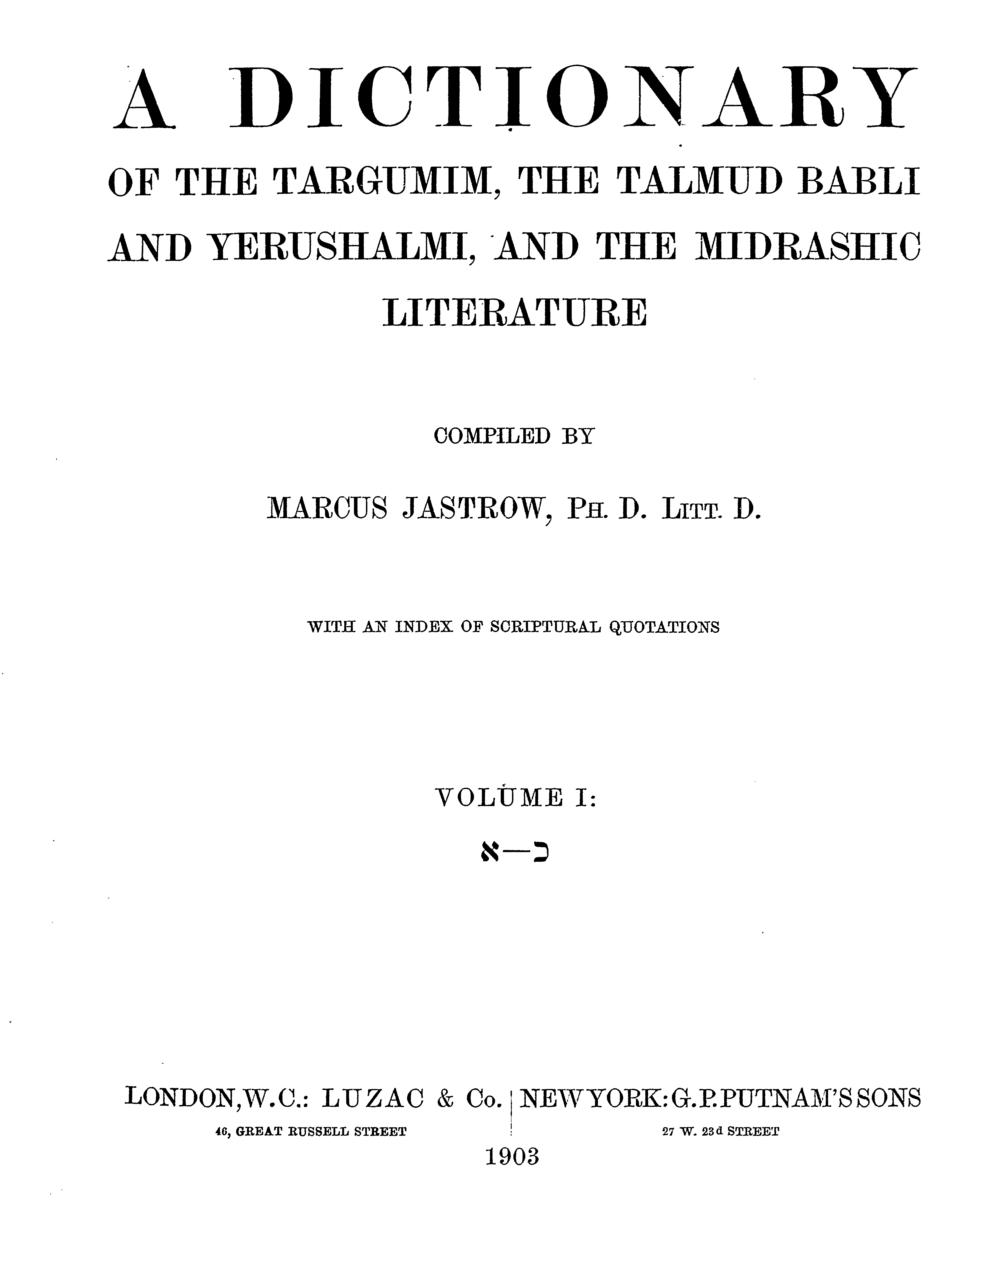 A DICTIONARY
OF THE TARGUMIM, THE TALMUD BABLI
AND YERUSHALMI, AND THE MIDRASHIC
LITERATURE
COMPILED BY
MARCUS JASTROW, PH. D. LITT. D.
WITH AN INDEX OF SCRIPTURAL QUOTATIONS
VOLUME I:
א—כ
LONDON, W.C.: LUZAC & Co. | NEW YORK: G. P. PUTNAM'S SONS
46, GREAT RUSSELL STREET 27 W. 23d STREET
1903